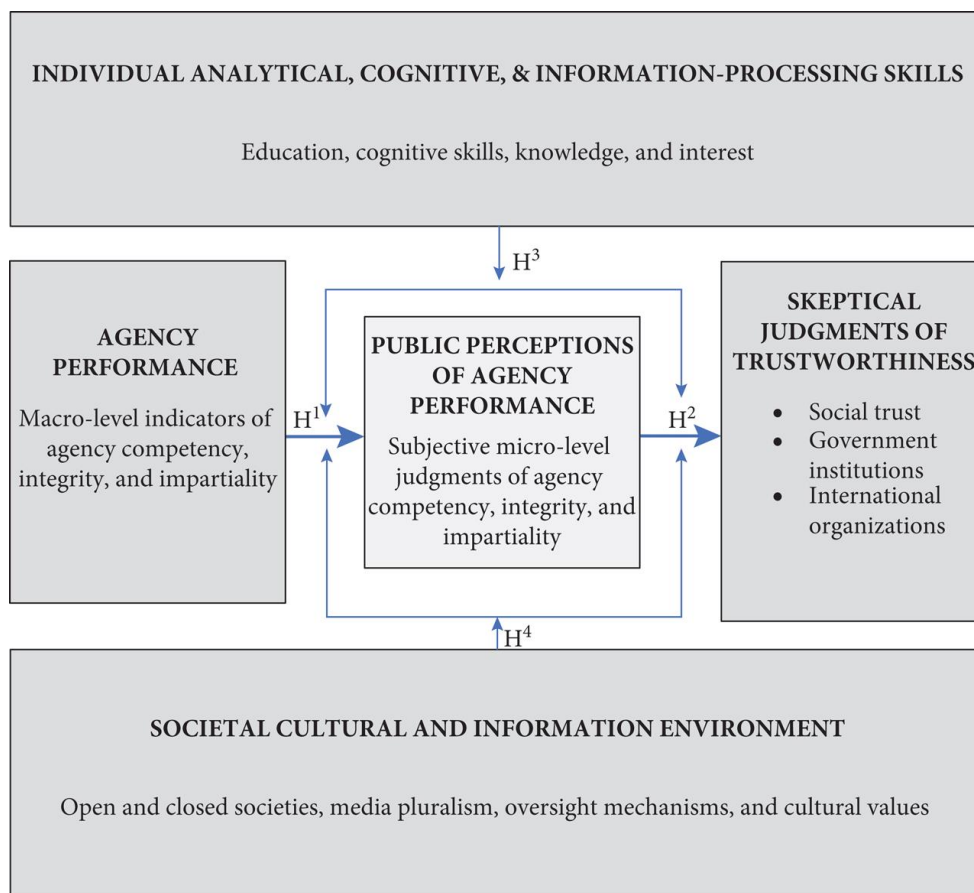 INDIVIDUAL ANALYTICAL, COGNITIVE, & INFORMATION-PROCESSING SKILLS
Education, cognitive skills, knowledge, and interest
H³
AGENCY
PERFORMANCE
Macro-level indicators of
agency competency,
integrity, and impartiality
H¹
PUBLIC PERCEPTIONS
OF AGENCY
PERFORMANCE
Subjective micro-level
judgments of agency
competency, integrity, and
impartiality
H²
SKEPTICAL
JUDGMENTS OF
TRUSTWORTHINESS
• Social trust
• Government
institutions
• International
organizations
H⁴
SOCIETAL CULTURAL AND INFORMATION ENVIRONMENT
Open and closed societies, media pluralism, oversight mechanisms, and cultural values